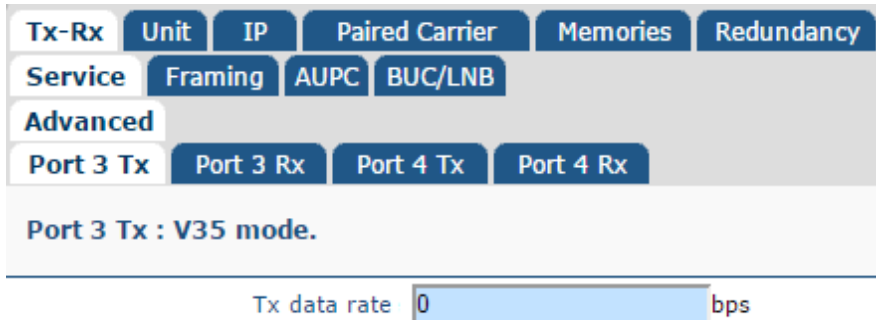 Tx-Rx Unit IP Paired Carrier Memories Redundancy
Service Framing AUPC BUC/LNB
Advanced
Port 3 Tx Port 3 Rx Port 4 Tx Port 4 Rx
Port 3 Tx : V35 mode.
Tx data rate 0 bps